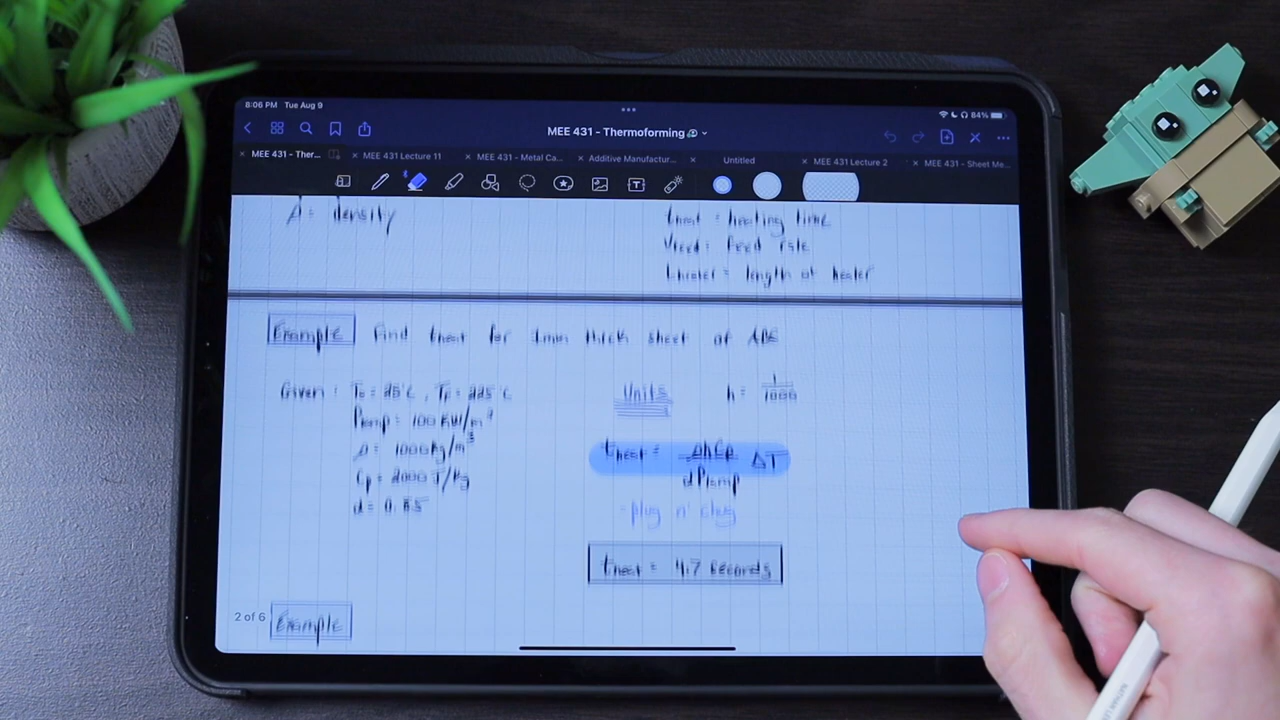 8:06 PM Tue Aug 9
84%
MEE 431 - Thermoforming
MEE 431 - Ther...
MEE 431 Lecture 11
MEE 431 - Metal Ca...
Additive Manufactur...
Untitled
MEE 431 Lecture 2
MEE 431 - Sheet Me...
ρ = density
theat = heating time
Vfeed = feed rate
Lheater = length of heater
Example Find theat for 1mm thick sheet of ABS
Given : To = 25°C , TF = 225°C
Plamp = 100 KW/m²
ρ = 1000 kg/m³
Cp = 2000 J/kg
d = 0.85
Units
h = 1/1000
theat = ρhCp/dPlamp ΔT
=plug n' chug
theat = 4.7 seconds
2 of 6
Example